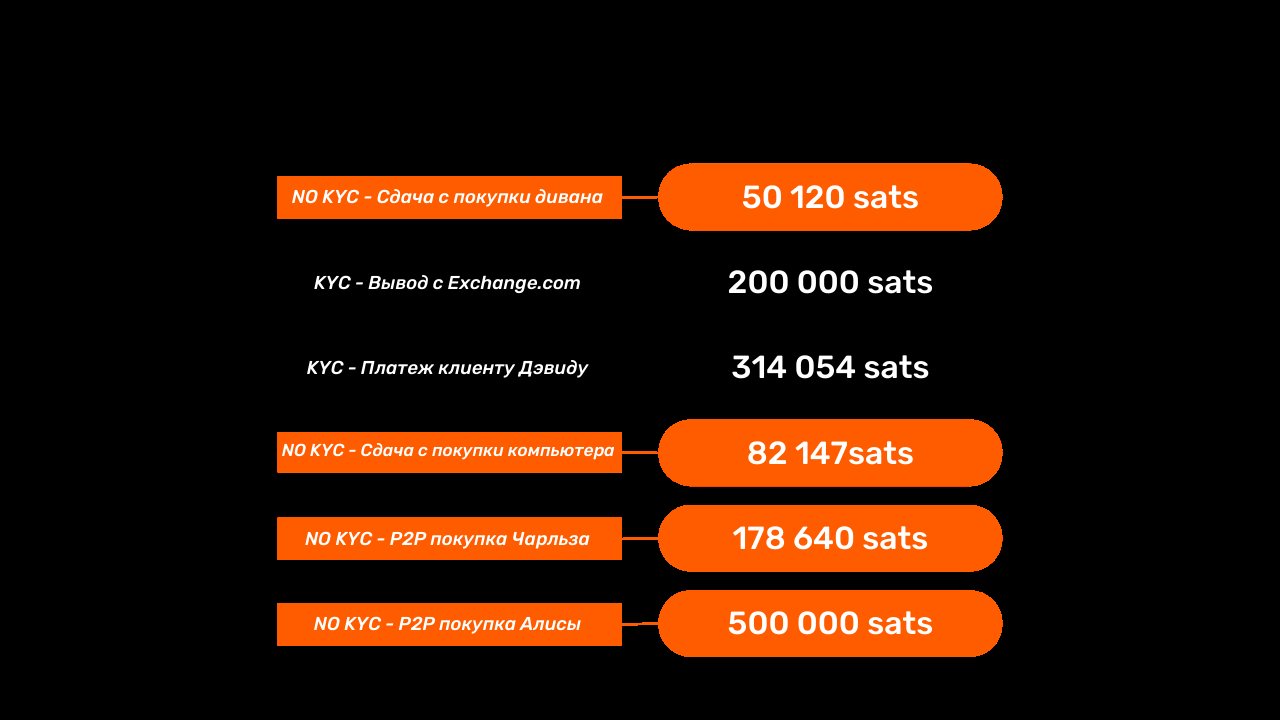 NO KYC - Сдача с покупки дивана 50 120 sats
KYC - Вывод с Exchange.com 200 000 sats
KYC - Платеж клиенту Дэвиду 314 054 sats
NO KYC - Сдача с покупки компьютера 82 147sats
NO KYC - P2P покупка Чарльза 178 640 sats
NO KYC - P2P покупка Алисы 500 000 sats